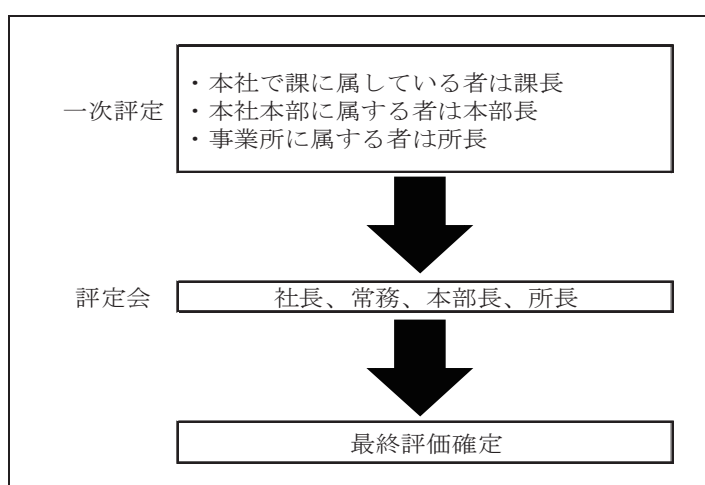 一次評定
・本社で課に属している者は課長
・本社本部に属する者は本部長
・事業所に属する者は所長
評定会
社長、常務、本部長、所長
最終評価確定